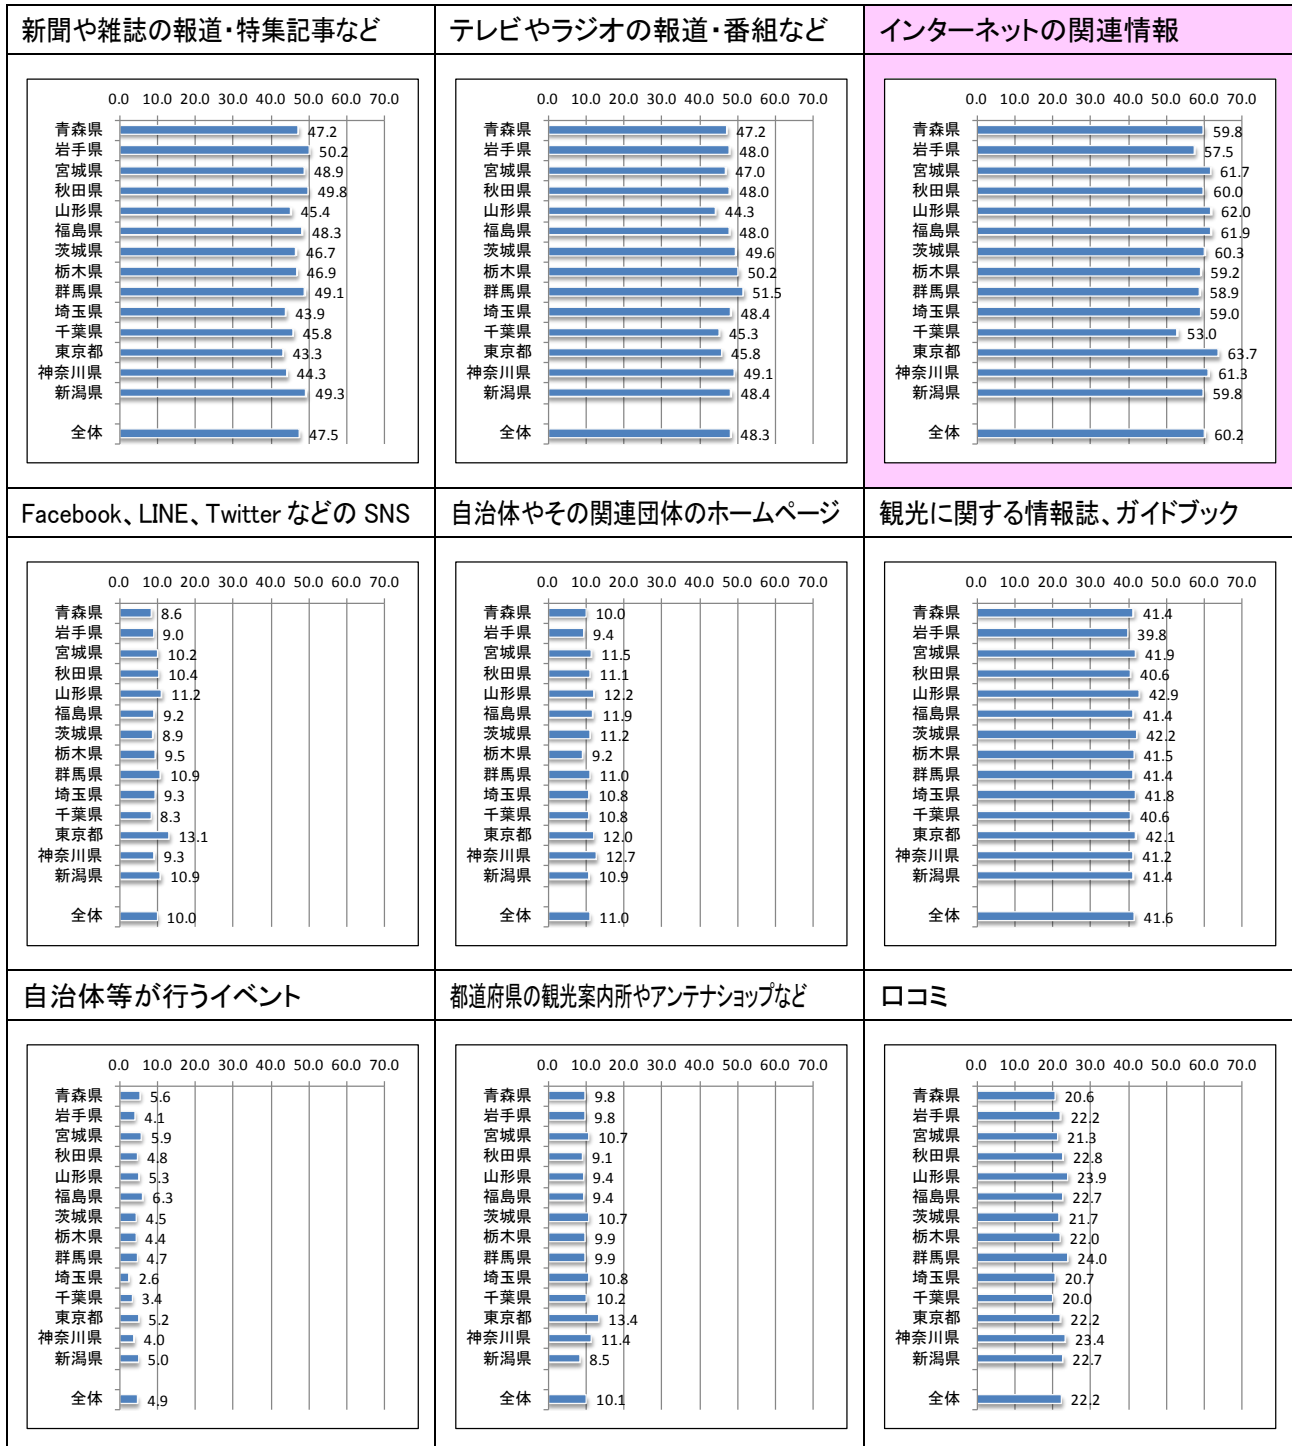 新聞や雑誌の報道・特集記事など
0.0 10.0 20.0 30.0 40.0 50.0 60.0 70.0
青森県 47.2
岩手県 50.2
宮城県 48.9
秋田県 49.8
山形県 45.4
福島県 48.3
茨城県 46.7
栃木県 46.9
群馬県 49.1
埼玉県 43.9
千葉県 45.8
東京都 43.3
神奈川県 44.3
新潟県 49.3
全体 47.5
テレビやラジオの報道・番組など
0.0 10.0 20.0 30.0 40.0 50.0 60.0 70.0
青森県 47.2
岩手県 48.0
宮城県 47.0
秋田県 48.0
山形県 44.3
福島県 48.0
茨城県 49.6
栃木県 50.2
群馬県 51.5
埼玉県 48.4
千葉県 45.3
東京都 45.8
神奈川県 49.1
新潟県 48.4
全体 48.3
インターネットの関連情報
0.0 10.0 20.0 30.0 40.0 50.0 60.0 70.0
青森県 59.8
岩手県 57.5
宮城県 61.7
秋田県 60.0
山形県 62.0
福島県 61.9
茨城県 60.3
栃木県 59.2
群馬県 58.9
埼玉県 59.0
千葉県 53.0
東京都 63.7
神奈川県 61.3
新潟県 59.8
全体 60.2
Facebook、LINE、Twitter などの SNS
0.0 10.0 20.0 30.0 40.0 50.0 60.0 70.0
青森県 8.6
岩手県 9.0
宮城県 10.2
秋田県 10.4
山形県 11.2
福島県 9.2
茨城県 8.9
栃木県 9.5
群馬県 10.9
埼玉県 9.3
千葉県 8.3
東京都 13.1
神奈川県 9.3
新潟県 10.9
全体 10.0
自治体やその関連団体のホームページ
0.0 10.0 20.0 30.0 40.0 50.0 60.0 70.0
青森県 10.0
岩手県 9.4
宮城県 11.5
秋田県 11.1
山形県 12.2
福島県 11.9
茨城県 11.2
栃木県 9.2
群馬県 11.0
埼玉県 10.8
千葉県 10.8
東京都 12.0
神奈川県 12.7
新潟県 10.9
全体 11.0
観光に関する情報誌、ガイドブック
0.0 10.0 20.0 30.0 40.0 50.0 60.0 70.0
青森県 41.4
岩手県 39.8
宮城県 41.9
秋田県 40.6
山形県 42.9
福島県 41.4
茨城県 42.2
栃木県 41.5
群馬県 41.4
埼玉県 41.8
千葉県 40.6
東京都 42.1
神奈川県 41.2
新潟県 41.4
全体 41.6
自治体等が行うイベント
0.0 10.0 20.0 30.0 40.0 50.0 60.0 70.0
青森県 5.6
岩手県 4.1
宮城県 5.9
秋田県 4.8
山形県 5.3
福島県 6.3
茨城県 4.5
栃木県 4.4
群馬県 4.7
埼玉県 2.6
千葉県 3.4
東京都 5.2
神奈川県 4.0
新潟県 5.0
全体 4.9
都道府県の観光案内所やアンテナショップなど
0.0 10.0 20.0 30.0 40.0 50.0 60.0 70.0
青森県 9.8
岩手県 9.8
宮城県 10.7
秋田県 9.1
山形県 9.4
福島県 9.4
茨城県 10.7
栃木県 9.9
群馬県 9.9
埼玉県 10.8
千葉県 10.2
東京都 13.4
神奈川県 11.4
新潟県 8.5
全体 10.1
口コミ
0.0 10.0 20.0 30.0 40.0 50.0 60.0 70.0
青森県 20.6
岩手県 22.2
宮城県 21.3
秋田県 22.8
山形県 23.9
福島県 22.7
茨城県 21.7
栃木県 22.0
群馬県 24.0
埼玉県 20.7
千葉県 20.0
東京都 22.2
神奈川県 23.4
新潟県 22.7
全体 22.2